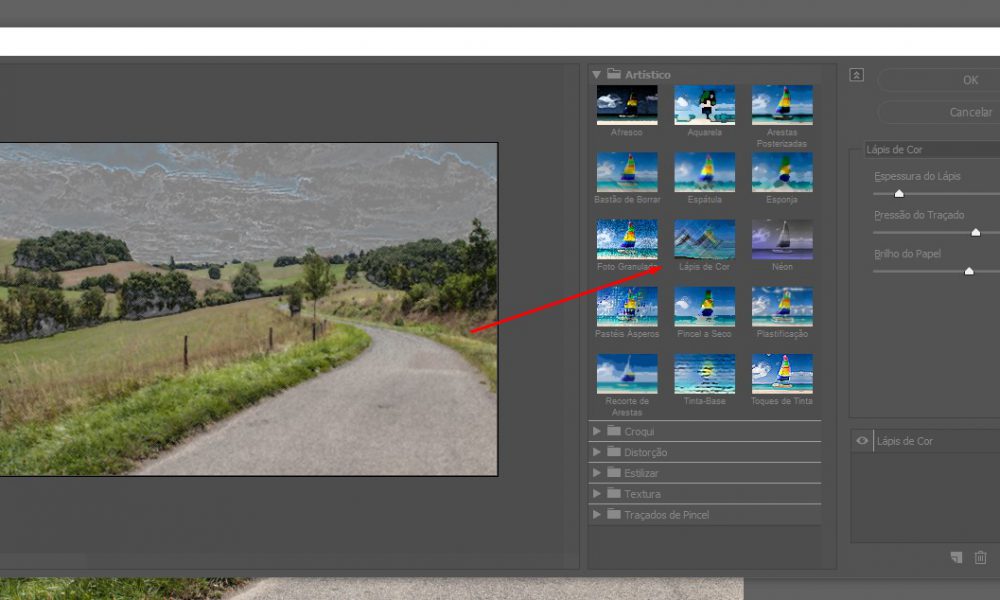 Artístico
Afresco
Aquarela
Arestas
Posterizadas
Bastão de Borrar
Espátula
Esponja
Foto Granulada
Lápis de Cor
Néon
Pastéis Ásperos
Pincel a Seco
Plastificação
Recorte de
Arestas
Tinta-Base
Toques de Tinta
Croqui
Distorção
Estilizar
Textura
Traçados de Pincel
OK
Cancelar
Lápis de Cor
Espessura do Lápis
Pressão do Traçado
Brilho do Papel
Lápis de Cor